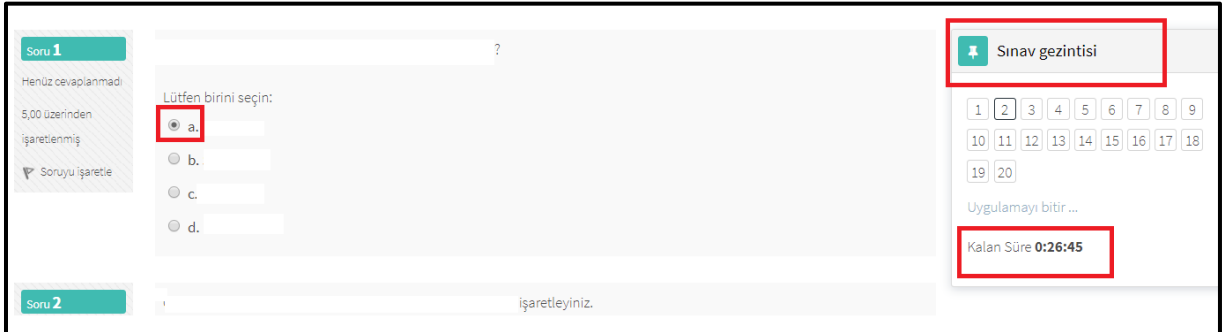 Soru 1
Henüz cevaplanmadı
5,00 üzerinden
işaretlenmiş
Soruyu işaretle
?
Lütfen birini seçin:
a.
b.
c.
d.
Soru 2
işaretleyiniz.
Sınav gezintisi
1 2 3 4 5 6 7 8 9
10 11 12 13 14 15 16 17 18
19 20
Uygulamayı bitir ...
Kalan Süre 0:26:45